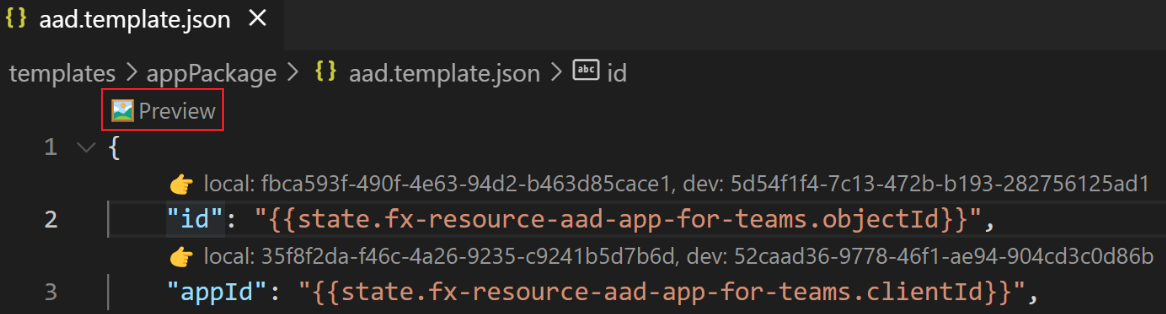 {} aad.template.json ×
templates > appPackage > {} aad.template.json > abc id
Preview
1 {
local: fbca593f-490f-4e63-94d2-b463d85cace1, dev: 5d54f1f4-7c13-472b-b193-282756125ad1
2 "id": "{{state.fx-resource-aad-app-for-teams.objectId}}",
local: 35f8f2da-f46c-4a26-9235-c9241b5d7b6d, dev: 52caad36-9778-46f1-ae94-904cd3c0d86b
3 "appId": "{{state.fx-resource-aad-app-for-teams.clientId}}",